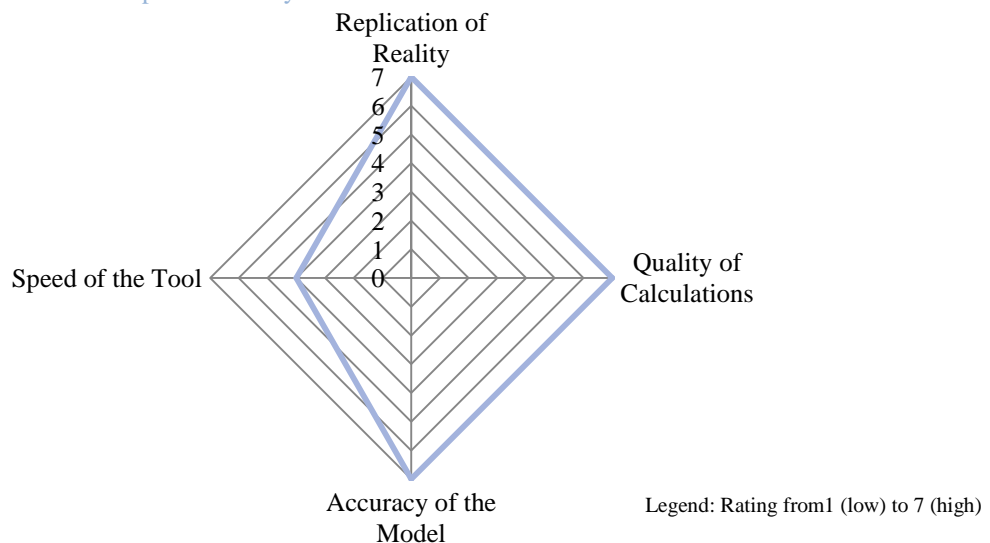 Replication of
Reality
7
6
5
4
3
2
1
0
Speed of the Tool
Quality of
Calculations
Accuracy of the
Model
Legend: Rating from1 (low) to 7 (high)